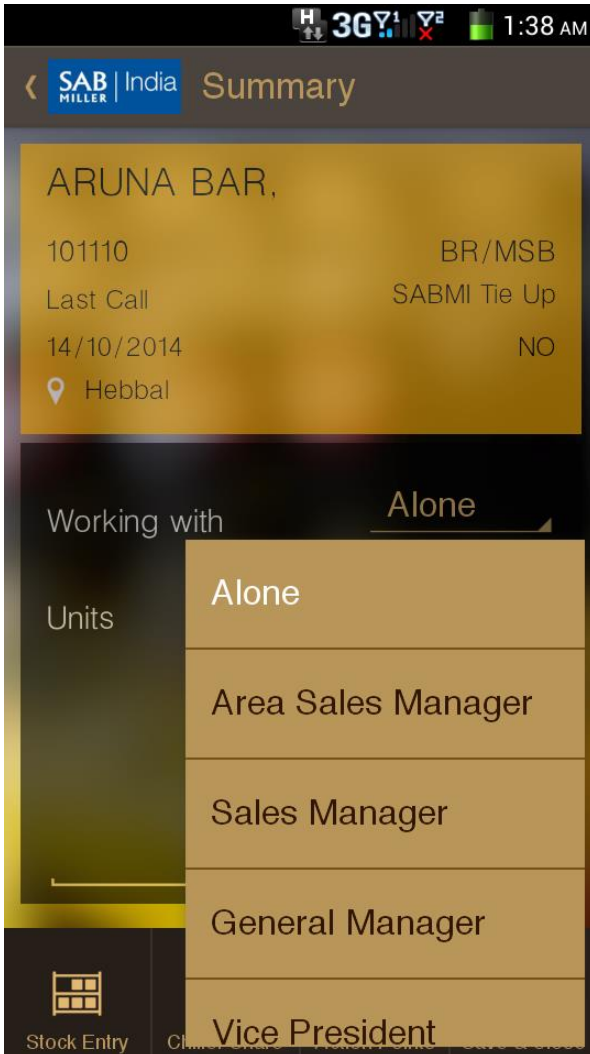 H 3G 1 2 1:38 AM
SAB MILLER India Summary
ARUNA BAR,
101110 BR/MSB
Last Call SABMI Tie Up
14/10/2014 NO
Hebbal
Working with Alone
Units
Alone
Area Sales Manager
Sales Manager
General Manager
Vice President
Stock Entry